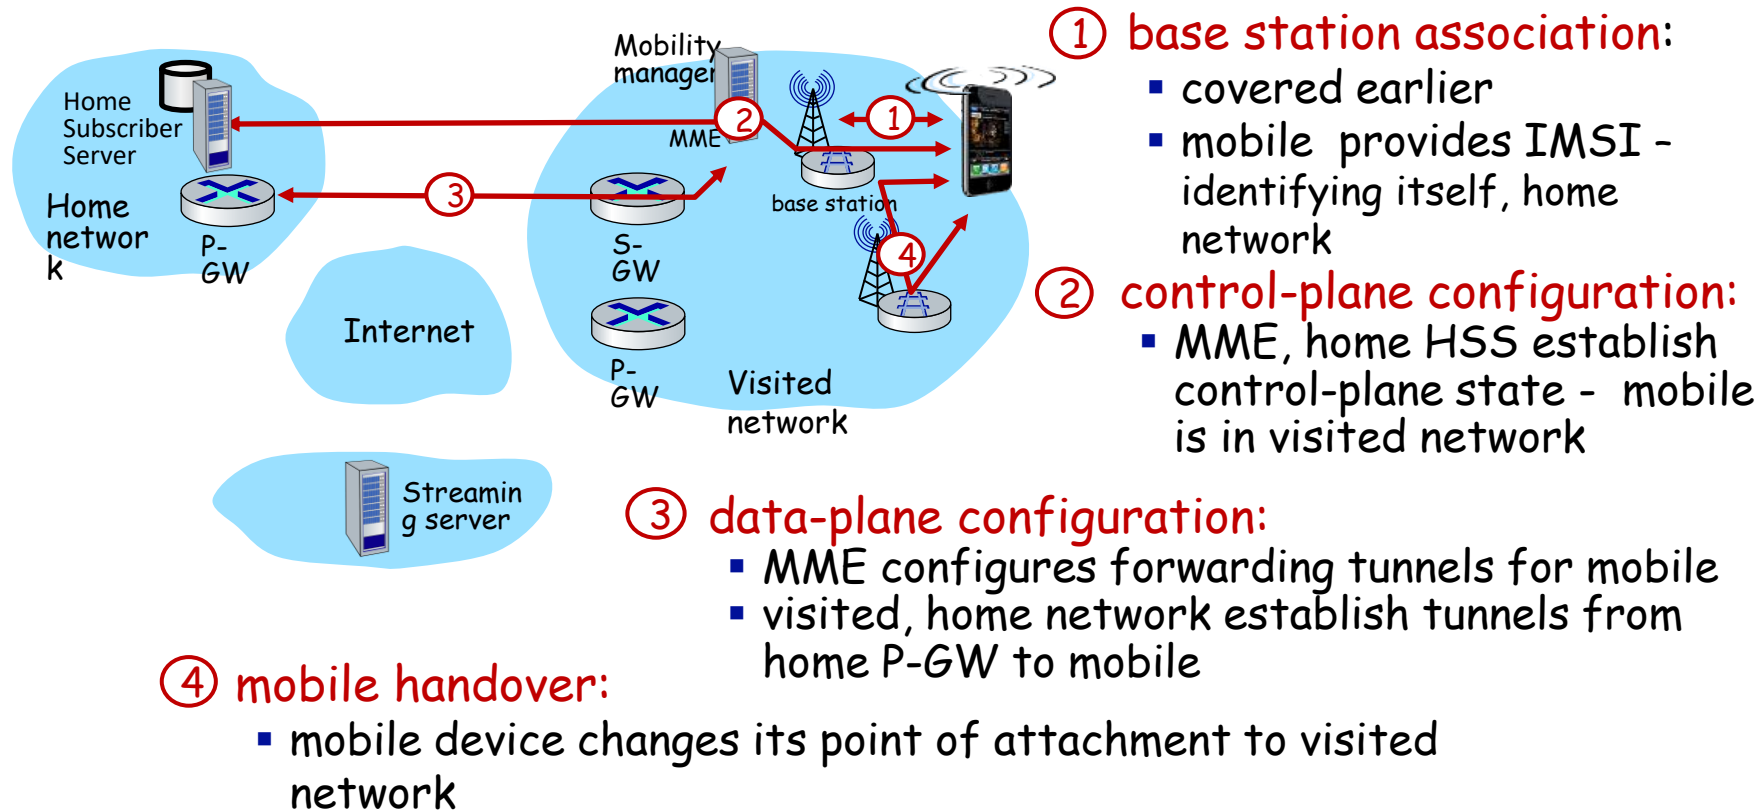 Mobility
manager
MME
Home
Subscriber
Server
Home
networ
k
P-
GW
S-
GW
P-
GW
base station
Internet
Visited
network
Streamin
g server
1
2
3
4
1 base station association:
▪ covered earlier
▪ mobile  provides IMSI –
identifying itself, home
network
2 control-plane configuration:
▪ MME, home HSS establish
control-plane state -  mobile
is in visited network
3 data-plane configuration:
▪ MME configures forwarding tunnels for mobile
▪ visited, home network establish tunnels from
home P-GW to mobile
4 mobile handover:
▪ mobile device changes its point of attachment to visited
network